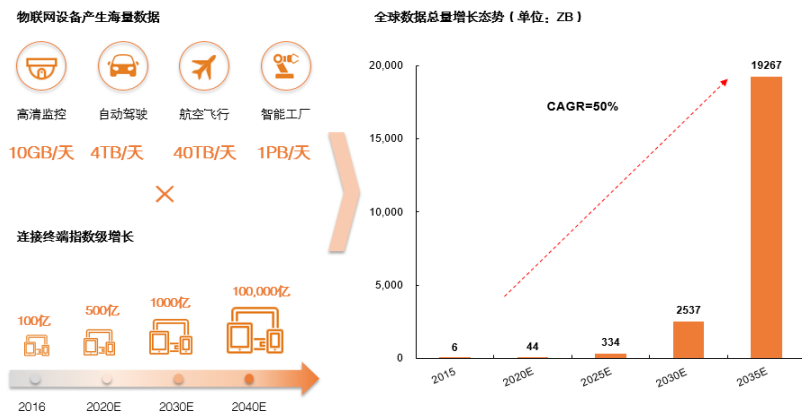 物联网设备产生海量数据
高清监控 自动驾驶 航空飞行 智能工厂
10GB/天 4TB/天 40TB/天 1PB/天
连接终端指数级增长
100亿 500亿 1000亿 100,000亿
2016 2020E 2030E 2040E
全球数据总量增长态势（单位：ZB）
20,000
15,000
10,000
5,000
0
CAGR=50%
6 44 334 2537 19267
2015 2020E 2025E 2030E 2035E